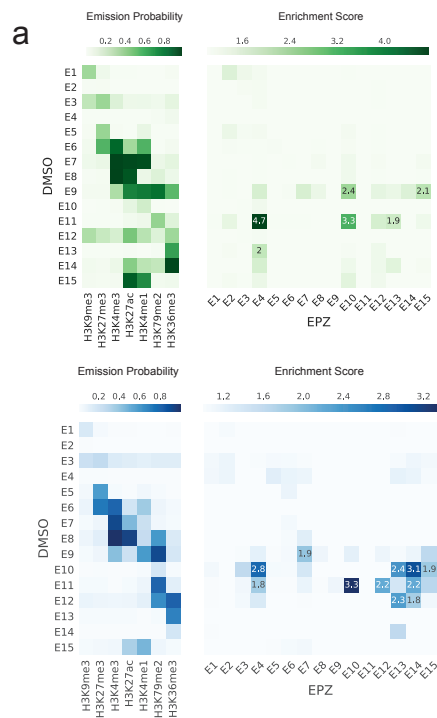 a
Emission Probability
Enrichment Score
0.2 0.4 0.6 0.8
1.6 2.4 3.2 4.0
DMSO
E1
E2
E3
E4
E5
E6
E7
E8
E9 2.4 2.1
E10
E11 4.7 3.3 1.9
E12
E13 2
E14
E15
H3K9me3 H3K27me3 H3K4me3 H3K27ac H3K4me1 H3K79me2 H3K36me3
E1 E2 E3 E4 E5 E6 E7 E8 E9 E10 E11 E12 E13 E14 E15
EPZ
Emission Probability
Enrichment Score
0.2 0.4 0.6 0.8
1.2 1.6 2.0 2.4 2.8 3.2
DMSO
E1
E2
E3
E4
E5
E6
E7
E8
E9 1.9
E10 2.8 2.4 3.1 1.9
E11 1.8 3.3 2.2 2.2
E12 2.3 1.8
E13
E14
E15
H3K9me3 H3K27me3 H3K4me3 H3K27ac H3K4me1 H3K79me2 H3K36me3
E1 E2 E3 E4 E5 E6 E7 E8 E9 E10 E11 E12 E13 E14 E15
EPZ